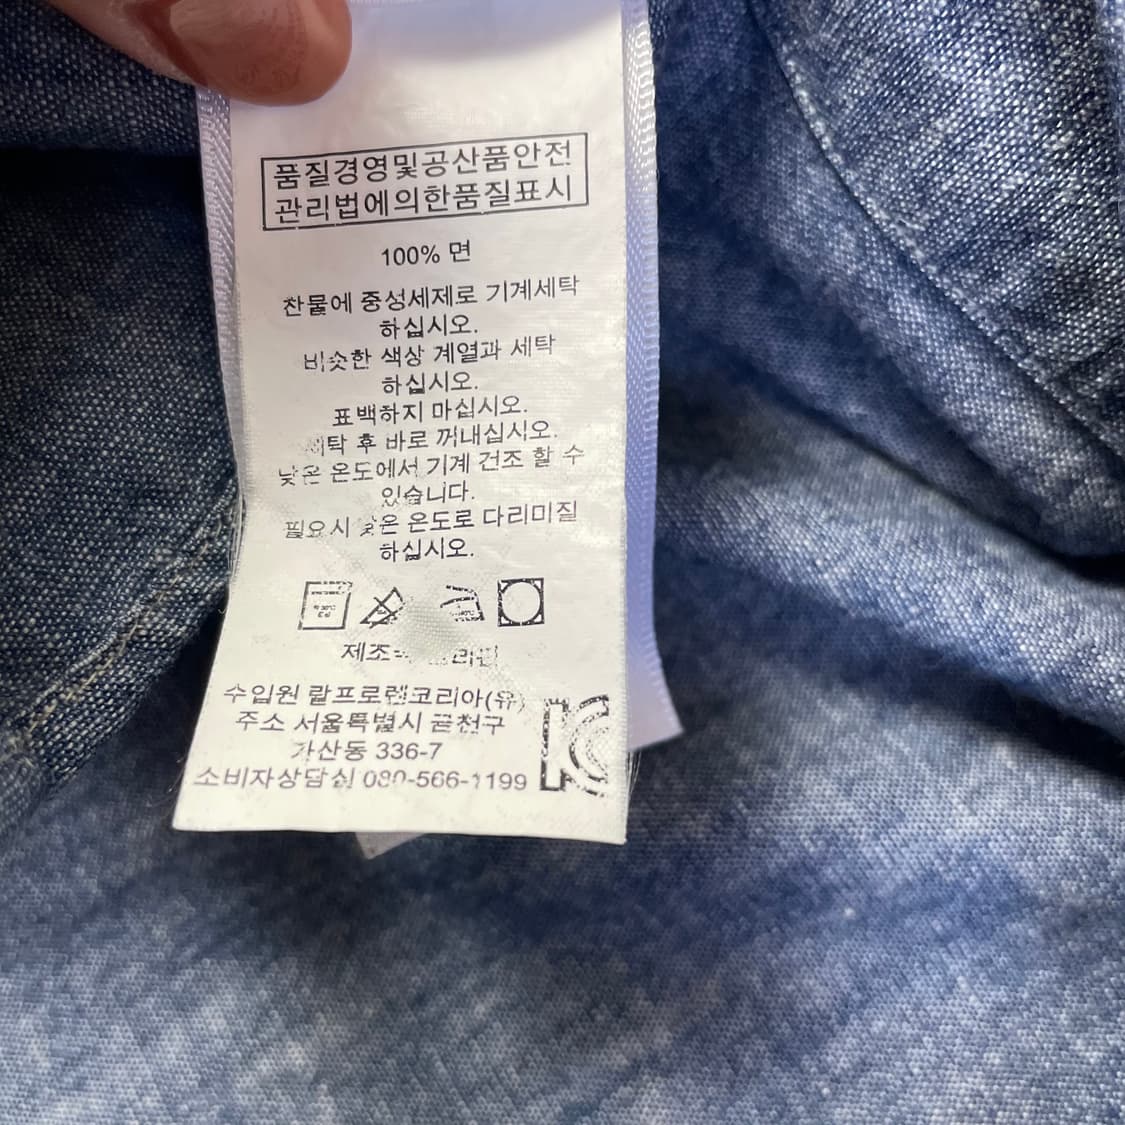 품질경영및공산품안전
관리법에의한품질표시
100% 면
찬물에 중성세제로 기계세탁
하십시오.
비슷한 색상 계열과 세탁
하십시오.
표백하지 마십시오.
세탁 후 바로 꺼내십시오.
낮은 온도에서 기계 건조 할 수
있습니다.
필요시 낮은 온도로 다리미질
하십시오.
수입원 랄프로렌코리아(유)
주소 서울특별시 금천구
가산동 336-7
소비자상담실 080-566-1199